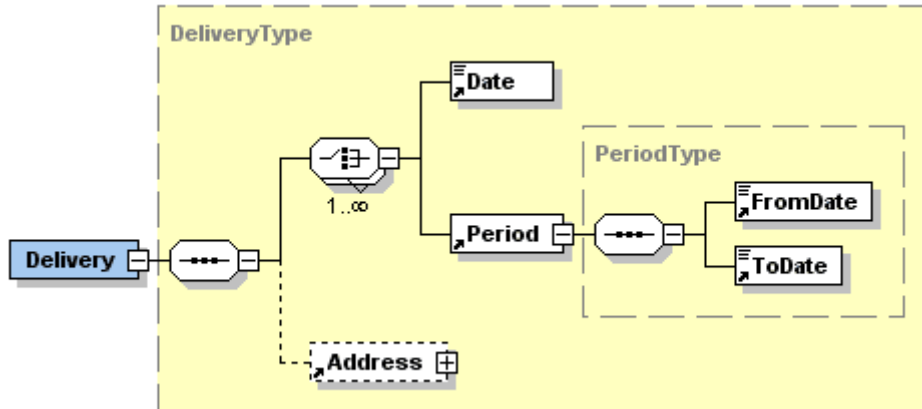 DeliveryType
Date
1..∞
PeriodType
FromDate
Period
Delivery
ToDate
Address